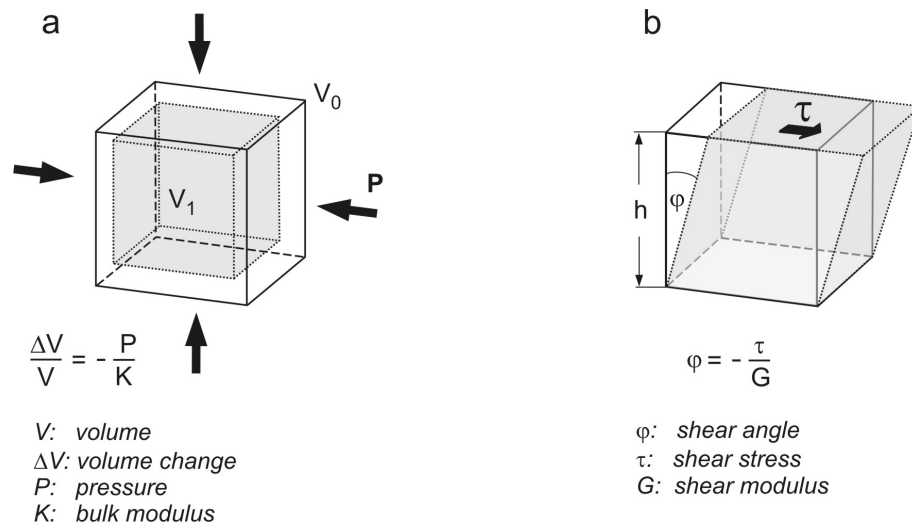 a
V₀
V₁
P
ΔV/V = - P/K
V: volume
ΔV: volume change
P: pressure
K: bulk modulus
b
τ
h
φ
φ = - τ/G
φ: shear angle
τ: shear stress
G: shear modulus